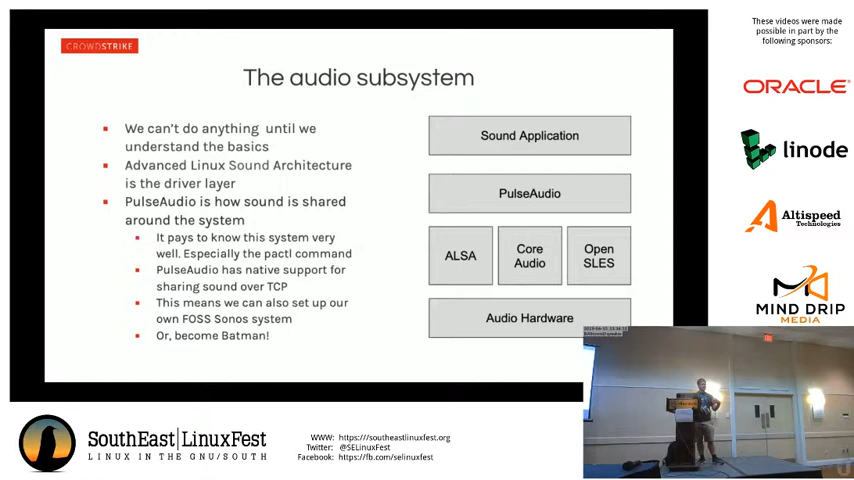 CROWDSTRIKE
The audio subsystem
We can't do anything until we
understand the basics
Advanced Linux Sound Architecture
is the driver layer
PulseAudio is how sound is shared
around the system
It pays to know this system very
well. Especially the pactl command
PulseAudio has native support for
sharing sound over TCP
This means we can also set up our
own FOSS Sonos system
Or, become Batman!
Sound Application
PulseAudio
ALSA
Core
Audio
Open
SLES
Audio Hardware
These videos were made
possible in part by the
following sponsors:
ORACLE
linode
Altispeed
Technologies
MIND DRIP
MEDIA
SouthEast|LinuxFest
LINUX IN THE GNU/SOUTH
WWW: https://southeastlinuxfest.org
Twitter: @SELinuxFest
Facebook: https://fb.com/selinuxfest